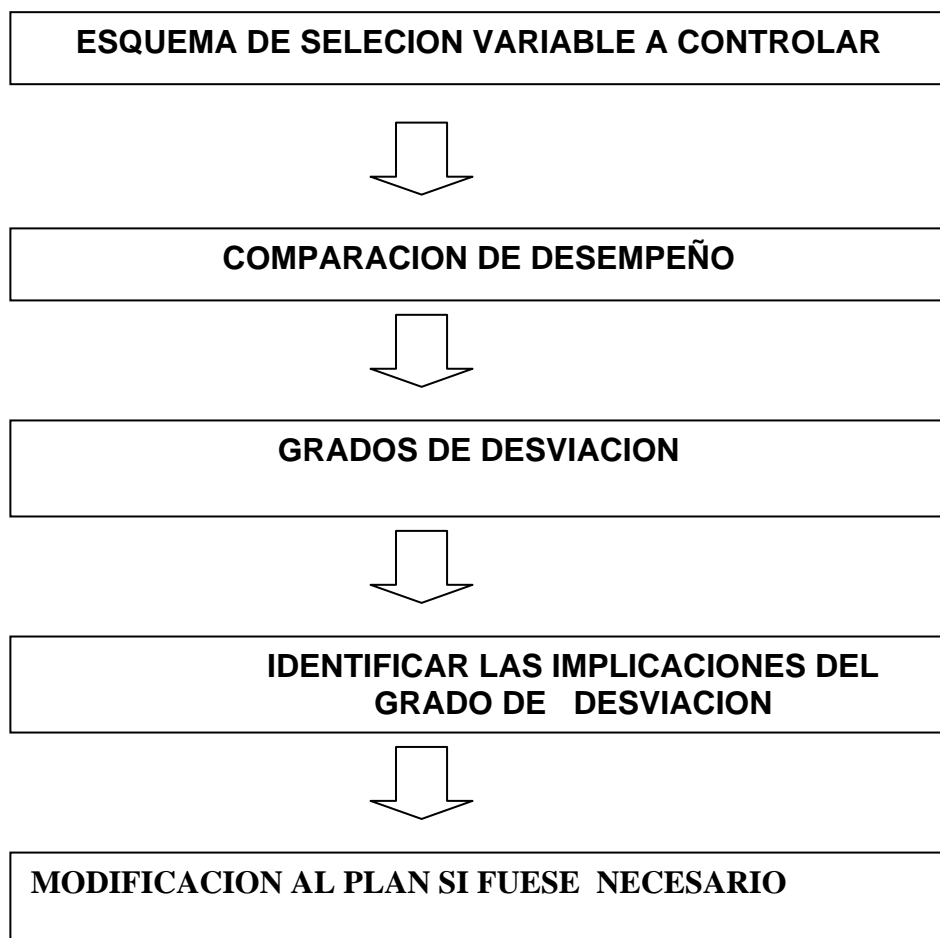 ESQUEMA DE SELECION VARIABLE A CONTROLAR
COMPARACION DE DESEMPEÑO
GRADOS DE DESVIACION
IDENTIFICAR LAS IMPLICACIONES DEL
GRADO DE DESVIACION
MODIFICACION AL PLAN SI FUESE NECESARIO